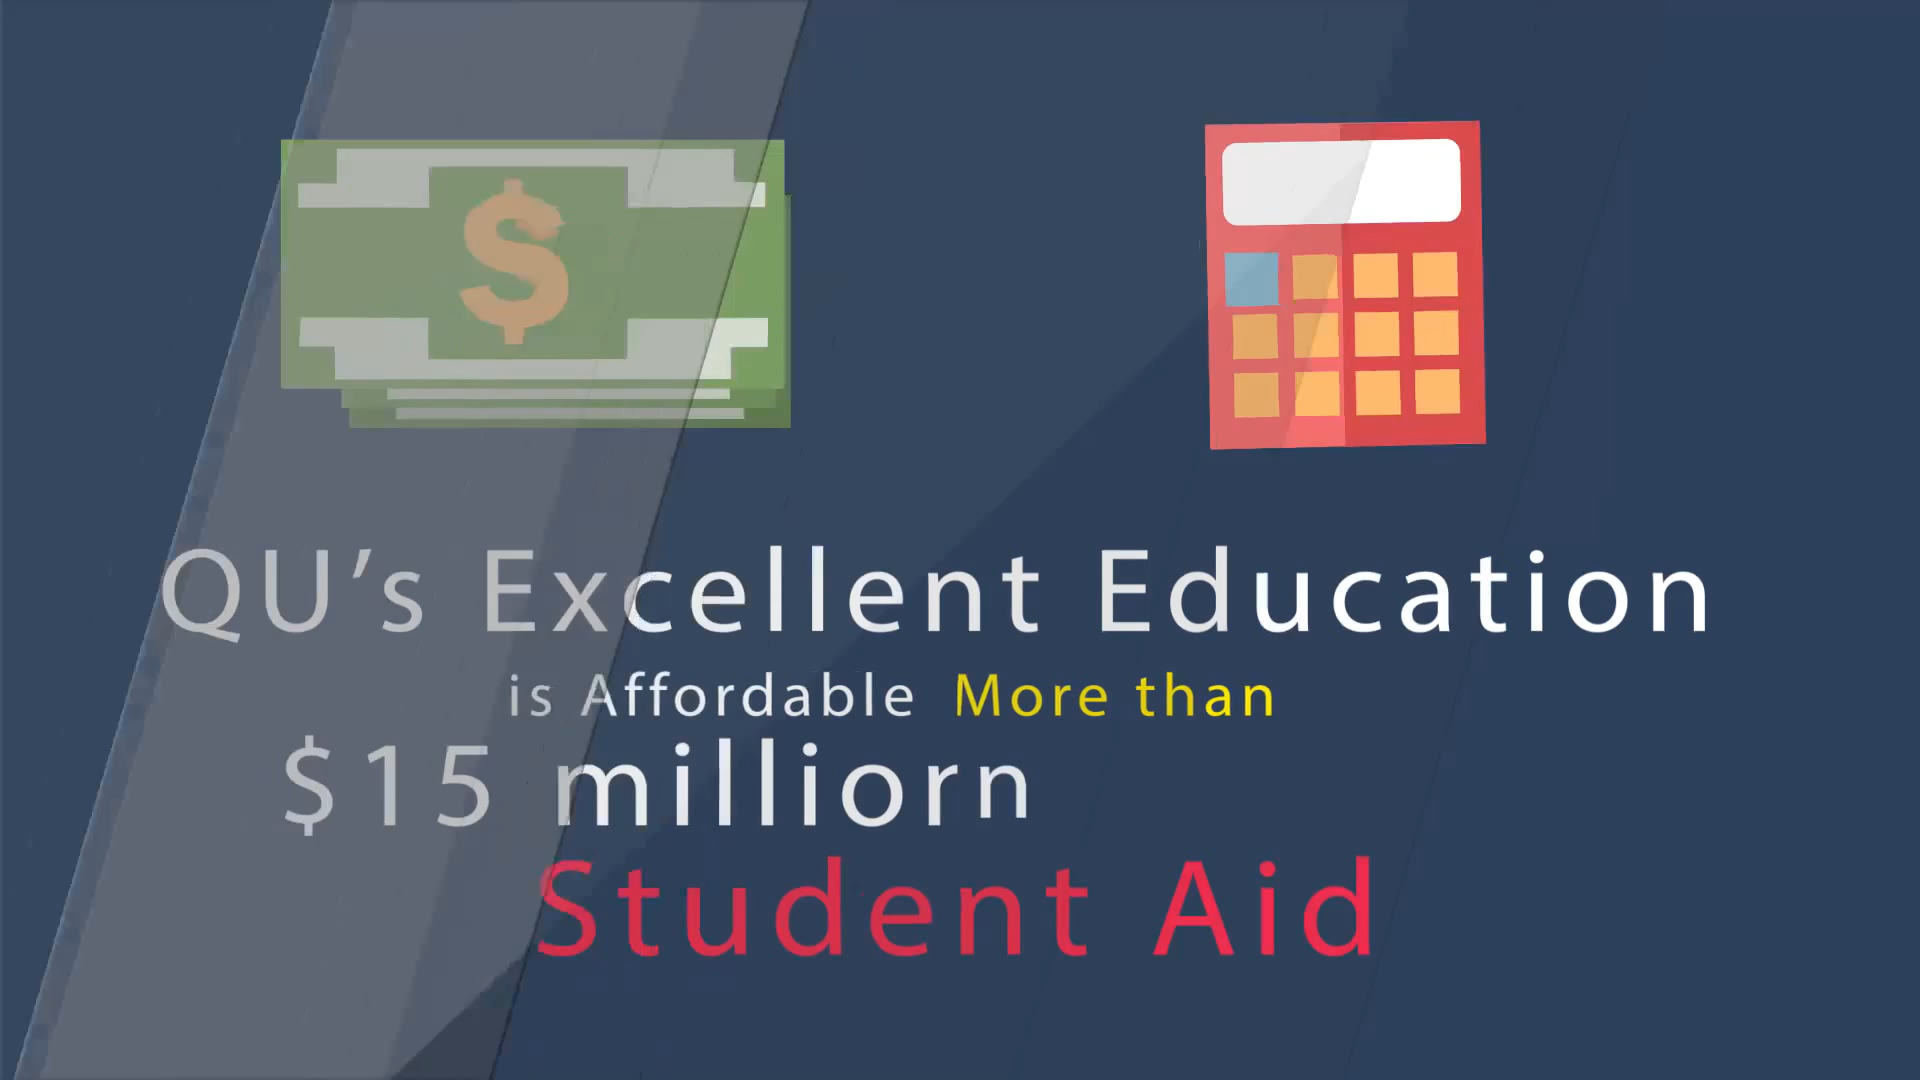 $
QU's Excellent Education
is Affordable More than
$15 milliorn
Student Aid